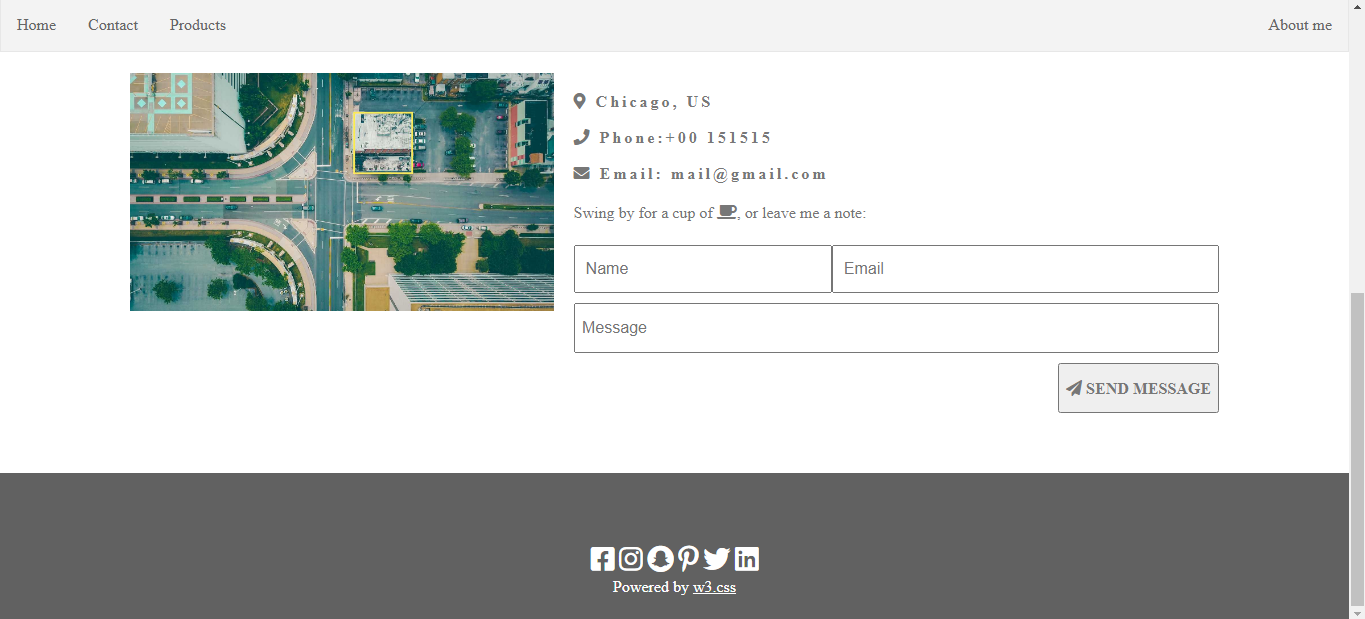 Home Contact Products About me
Chicago, US
Phone:+00 151515
Email: mail@gmail.com
Swing by for a cup of , or leave me a note:
Name Email
Message
SEND MESSAGE
Powered by w3.css